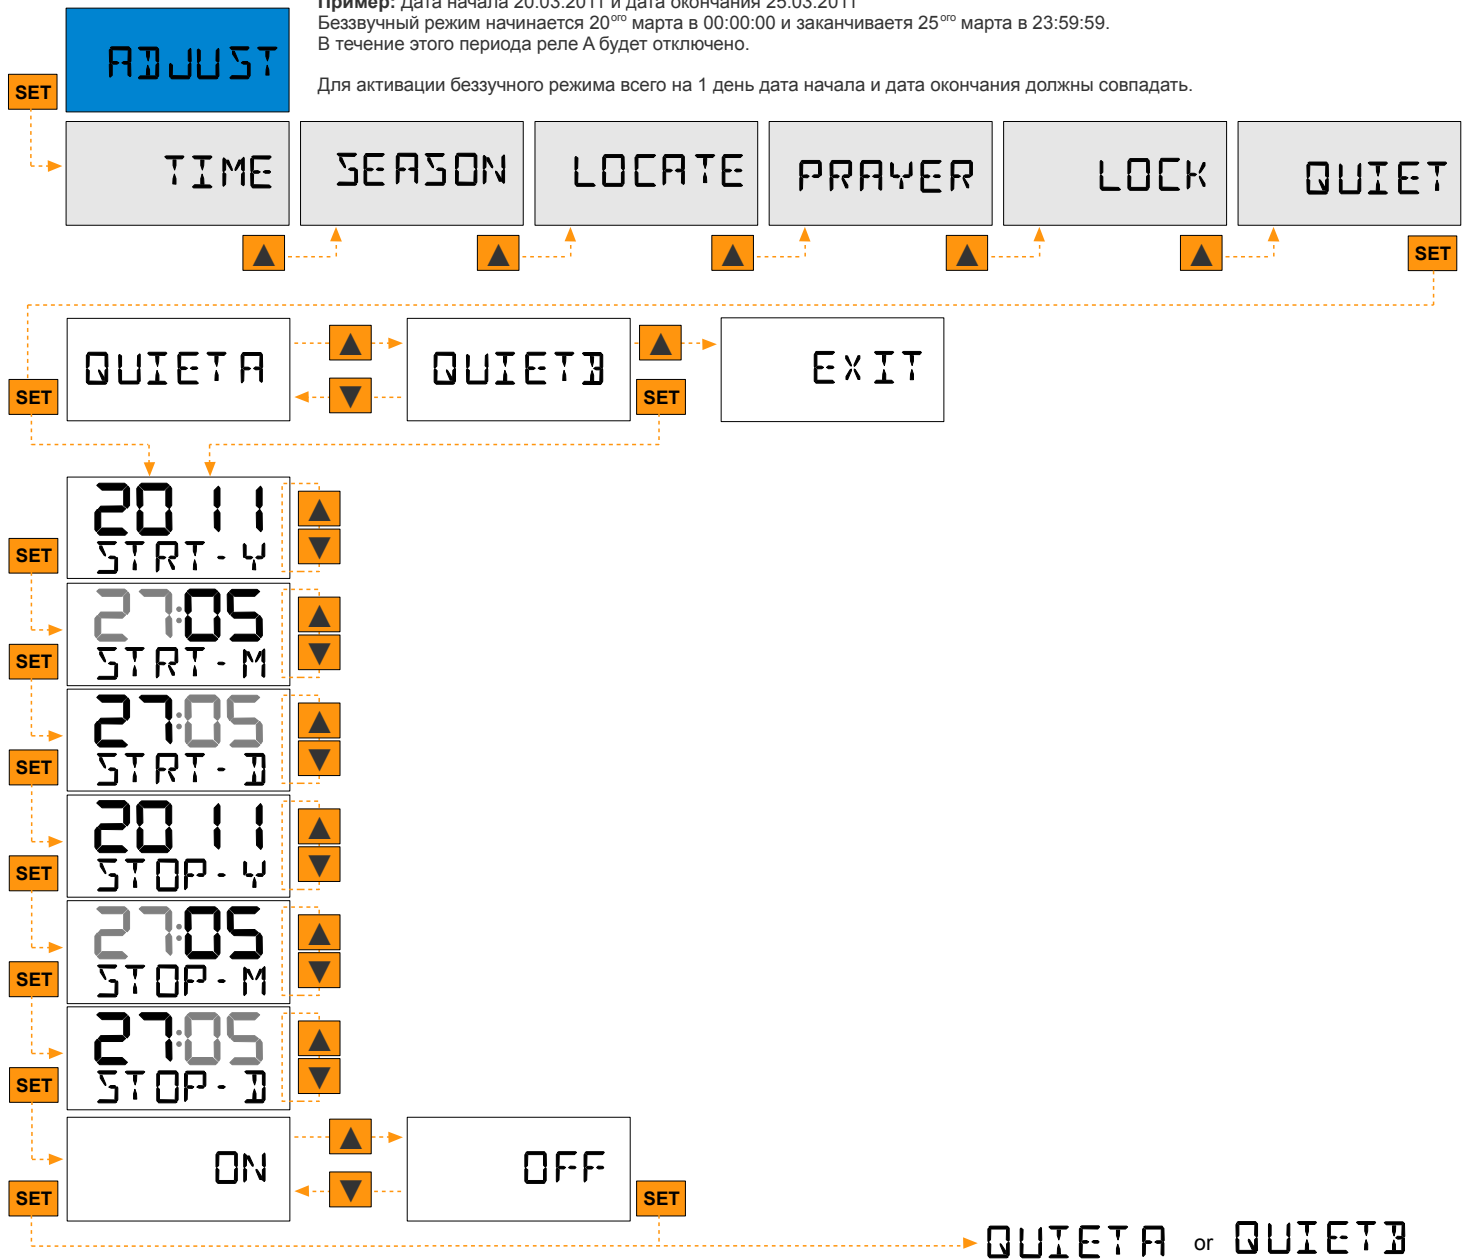 Пример: Дата начала 20.03.2011 и дата окончания 25.03.2011
Беззвучный режим начинается 20ого марта в 00:00:00 и заканчиваетя 25ого марта в 23:59:59.
В течение этого периода реле А будет отключено.
Для активации беззучного режима всего на 1 день дата начала и дата окончания должны совпадать.
ADJUST
SET
TIME SEASON LOCATE PRAYER LOCK QUIET
SET
QUIETA QUIETB EXIT
SET SET
2011
STRT-Y
SET
27:05
STRT-M
SET
27:05
STRT-D
SET
2011
STOP-Y
SET
27:05
STOP-M
SET
27:05
STOP-D
SET
ON OFF
SET SET
QUIETA or QUIETB